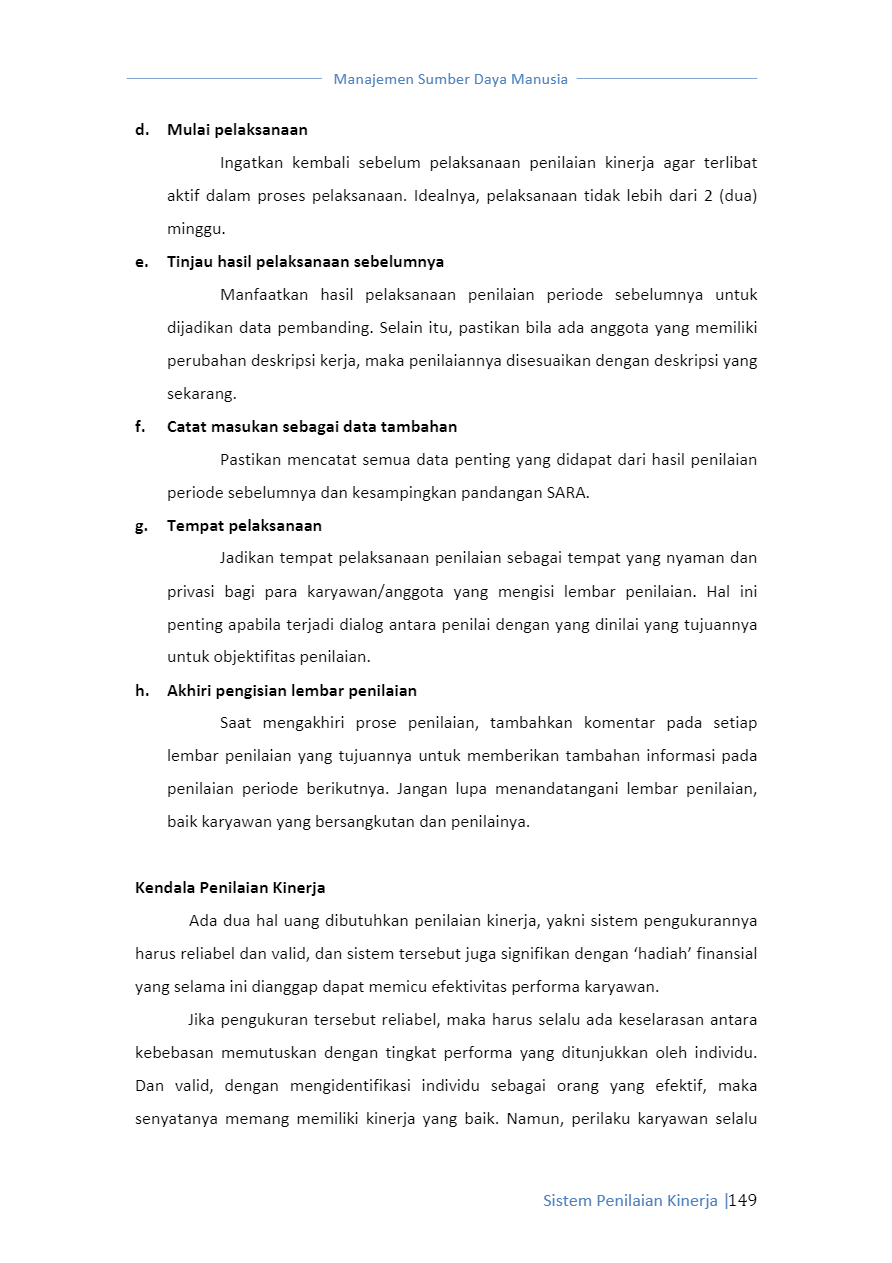 Manajemen Sumber Daya Manusia
d. Mulai pelaksanaan
Ingatkan kembali sebelum pelaksanaan penilaian kinerja agar terlibat
aktif dalam proses pelaksanaan. Idealnya, pelaksanaan tidak lebih dari 2 (dua)
minggu.
e. Tinjau hasil pelaksanaan sebelumnya
Manfaatkan hasil pelaksanaan penilaian periode sebelumnya untuk
dijadikan data pembanding. Selain itu, pastikan bila ada anggota yang memiliki
perubahan deskripsi kerja, maka penilaiannya disesuaikan dengan deskripsi yang
sekarang.
f. Catat masukan sebagai data tambahan
Pastikan mencatat semua data penting yang didapat dari hasil penilaian
periode sebelumnya dan kesampingkan pandangan SARA.
g. Tempat pelaksanaan
Jadikan tempat pelaksanaan penilaian sebagai tempat yang nyaman dan
privasi bagi para karyawan/anggota yang mengisi lembar penilaian. Hal ini
penting apabila terjadi dialog antara penilai dengan yang dinilai yang tujuannya
untuk objektifitas penilaian.
h. Akhiri pengisian lembar penilaian
Saat mengakhiri prose penilaian, tambahkan komentar pada setiap
lembar penilaian yang tujuannya untuk memberikan tambahan informasi pada
penilaian periode berikutnya. Jangan lupa menandatangani lembar penilaian,
baik karyawan yang bersangkutan dan penilainya.
Kendala Penilaian Kinerja
Ada dua hal uang dibutuhkan penilaian kinerja, yakni sistem pengukurannya
harus reliabel dan valid, dan sistem tersebut juga signifikan dengan ‘hadiah’ finansial
yang selama ini dianggap dapat memicu efektivitas performa karyawan.
Jika pengukuran tersebut reliabel, maka harus selalu ada keselarasan antara
kebebasan memutuskan dengan tingkat performa yang ditunjukkan oleh individu.
Dan valid, dengan mengidentifikasi individu sebagai orang yang efektif, maka
senyatanya memang memiliki kinerja yang baik. Namun, perilaku karyawan selalu
Sistem Penilaian Kinerja |149